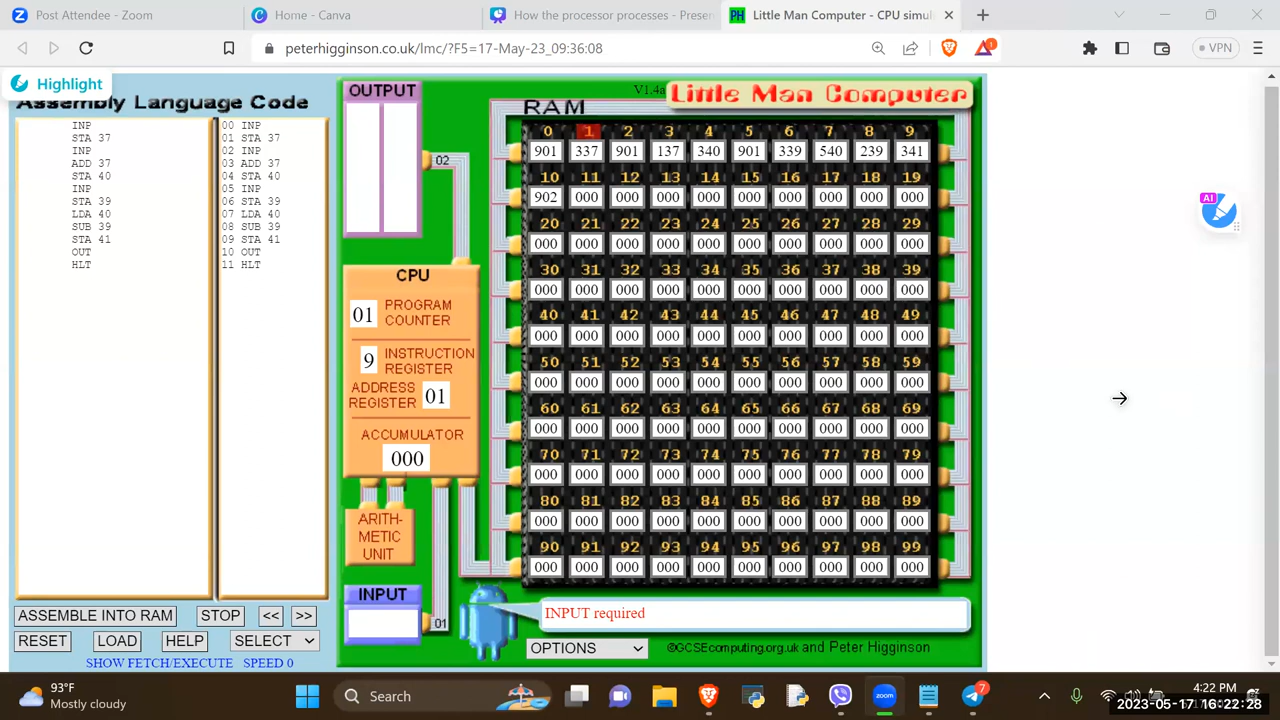 Post Attendee - Zoom
Home - Canva
How the processor processes - Presen
Little Man Computer - CPU simul
peterhigginson.co.uk/lmc/?F5=17-May-23_09:36:08
VPN
Highlight
Assembly Language Code
INP
STA 37
INP
ADD 37
STA 40
INP
STA 39
LDA 40
SUB 39
STA 41
OUT
HLT
00 INP
01 STA 37
02 INP
03 ADD 37
04 STA 40
05 INP
06 STA 39
07 LDA 40
08 SUB 39
09 STA 41
10 OUT
11 HLT
OUTPUT
V1.4a
Little Man Computer
RAM
02
0 1 2 3 4 5 6 7 8 9
901 337 901 137 340 901 339 540 239 341
10 11 12 13 14 15 16 17 18 19
902 000 000 000 000 000 000 000 000 000
20 21 22 23 24 25 26 27 28 29
000 000 000 000 000 000 000 000 000 000
30 31 32 33 34 35 36 37 38 39
000 000 000 000 000 000 000 000 000 000
40 41 42 43 44 45 46 47 48 49
000 000 000 000 000 000 000 000 000 000
50 51 52 53 54 55 56 57 58 59
000 000 000 000 000 000 000 000 000 000
60 61 62 63 64 65 66 67 68 69
000 000 000 000 000 000 000 000 000 000
70 71 72 73 74 75 76 77 78 79
000 000 000 000 000 000 000 000 000 000
80 81 82 83 84 85 86 87 88 89
000 000 000 000 000 000 000 000 000 000
90 91 92 93 94 95 96 97 98 99
000 000 000 000 000 000 000 000 000 000
CPU
01 PROGRAM COUNTER
9 INSTRUCTION REGISTER
ADDRESS REGISTER 01
ACCUMULATOR
000
ARITH-
METIC
UNIT
INPUT
01
INPUT required
OPTIONS
©GCSEcomputing.org.uk and Peter Higginson
AI
ASSEMBLE INTO RAM STOP << >>
RESET LOAD HELP SELECT
SHOW FETCH/EXECUTE SPEED 0
93°F
Mostly cloudy
Search
zoom
7
4:22 PM
2023-05-17 16:22:28